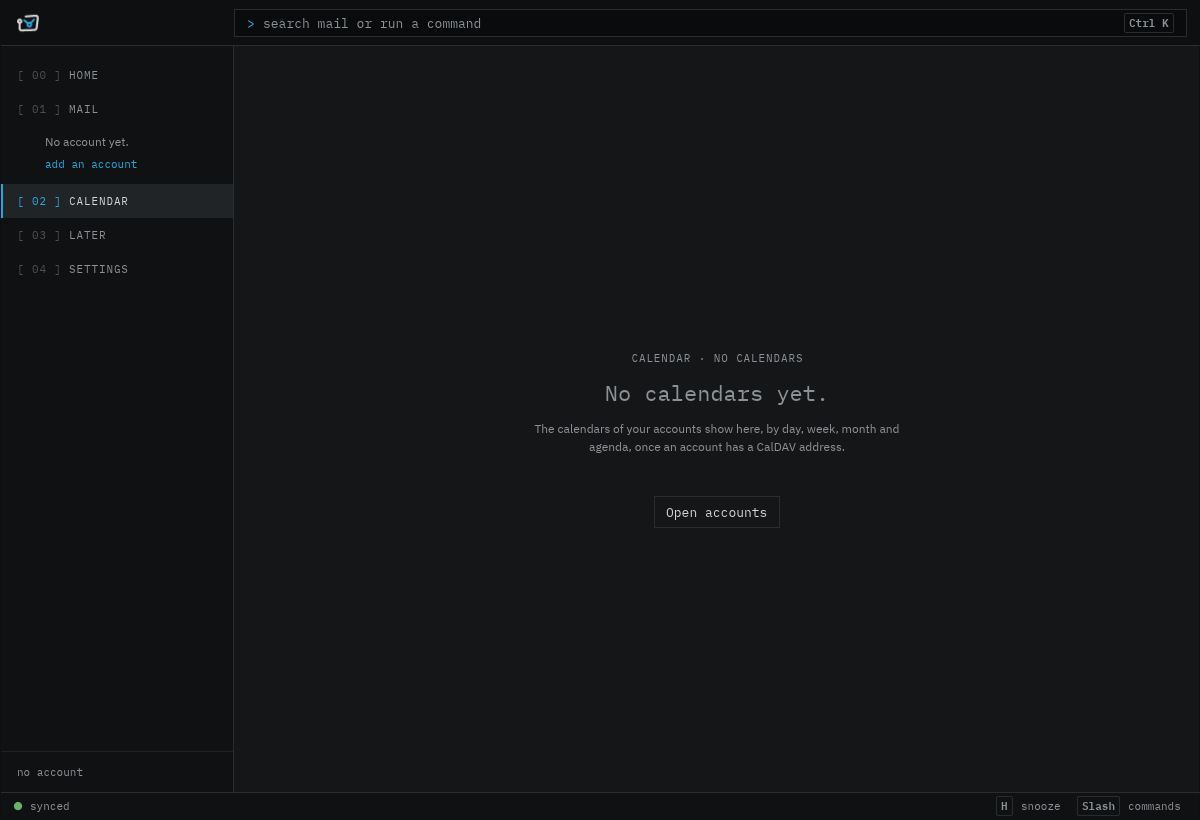 > search mail or run a command
Ctrl K
[ 00 ] HOME
[ 01 ] MAIL
No account yet.
add an account
[ 02 ] CALENDAR
[ 03 ] LATER
[ 04 ] SETTINGS
CALENDAR · NO CALENDARS
No calendars yet.
The calendars of your accounts show here, by day, week, month and
agenda, once an account has a CalDAV address.
Open accounts
no account
synced
H snooze
Slash commands